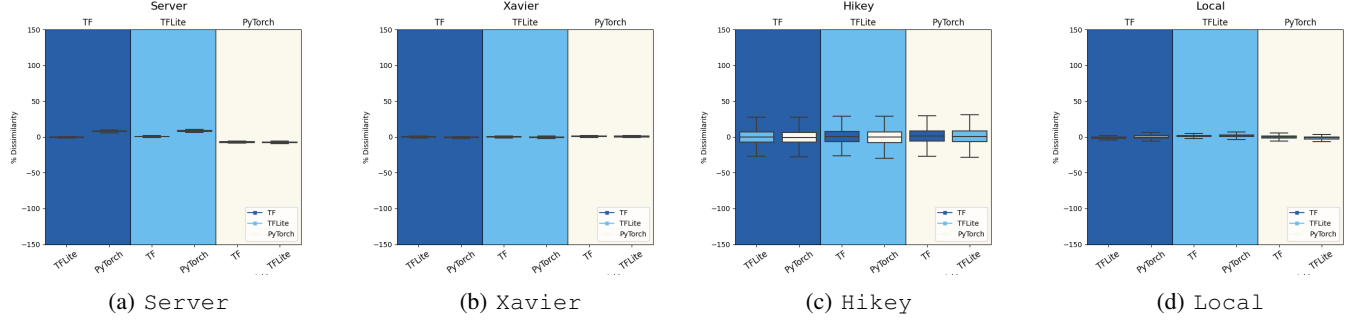 Server
TF TFLite PyTorch
150
100
50
0
−50
−100
−150
% Dissimilarity
TF
TFLite
PyTorch
TFLite PyTorch TF PyTorch TF TFLite
(a) Server
Xavier
TF TFLite PyTorch
150
100
50
0
−50
−100
−150
% Dissimilarity
TF
TFLite
PyTorch
TFLite PyTorch TF PyTorch TF TFLite
(b) Xavier
Hikey
TF TFLite PyTorch
150
100
50
0
−50
−100
−150
% Dissimilarity
TF
TFLite
PyTorch
TFLite PyTorch TF PyTorch TF TFLite
(c) Hikey
Local
TF TFLite PyTorch
150
100
50
0
−50
−100
−150
% Dissimilarity
TF
TFLite
PyTorch
TFLite PyTorch TF PyTorch TF TFLite
(d) Local